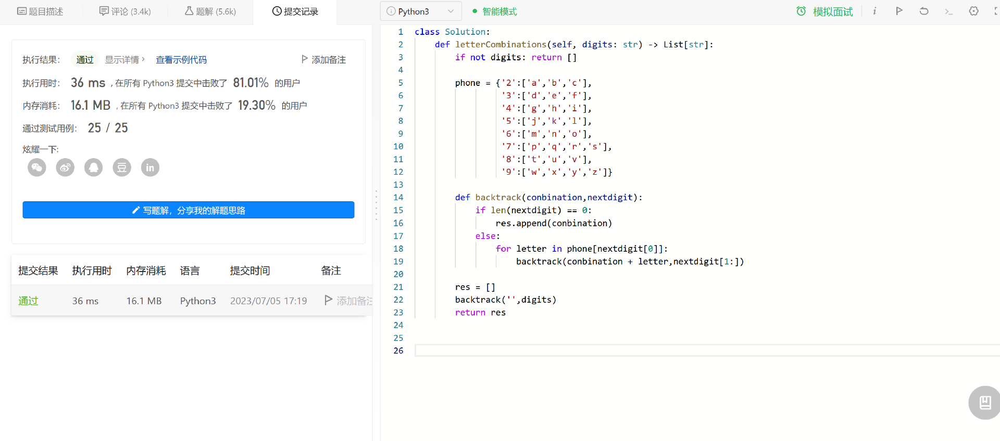 题目描述
评论 (3.4k)
题解 (5.6k)
提交记录
执行结果： 通过 显示详情 › 查看示例代码 添加备注
执行用时： 36 ms , 在所有 Python3 提交中击败了 81.01% 的用户
内存消耗： 16.1 MB , 在所有 Python3 提交中击败了 19.30% 的用户
通过测试用例： 25 / 25
炫耀一下:
豆 in
写题解，分享我的解题思路
提交结果 执行用时 内存消耗 语言 提交时间 备注
通过 36 ms 16.1 MB Python3 2023/07/05 17:19 添加备注
i Python3 智能模式 模拟面试 i >_
1 class Solution:
2     def letterCombinations(self, digits: str) -> List[str]:
3         if not digits: return []
4
5         phone = {'2':['a','b','c'],
6                  '3':['d','e','f'],
7                  '4':['g','h','i'],
8                  '5':['j','k','l'],
9                  '6':['m','n','o'],
10                  '7':['p','q','r','s'],
11                  '8':['t','u','v'],
12                  '9':['w','x','y','z']}
13
14         def backtrack(conbination,nextdigit):
15             if len(nextdigit) == 0:
16                 res.append(conbination)
17             else:
18                 for letter in phone[nextdigit[0]]:
19                     backtrack(conbination + letter,nextdigit[1:])
20
21         res = []
22         backtrack('',digits)
23         return res
24
25
26